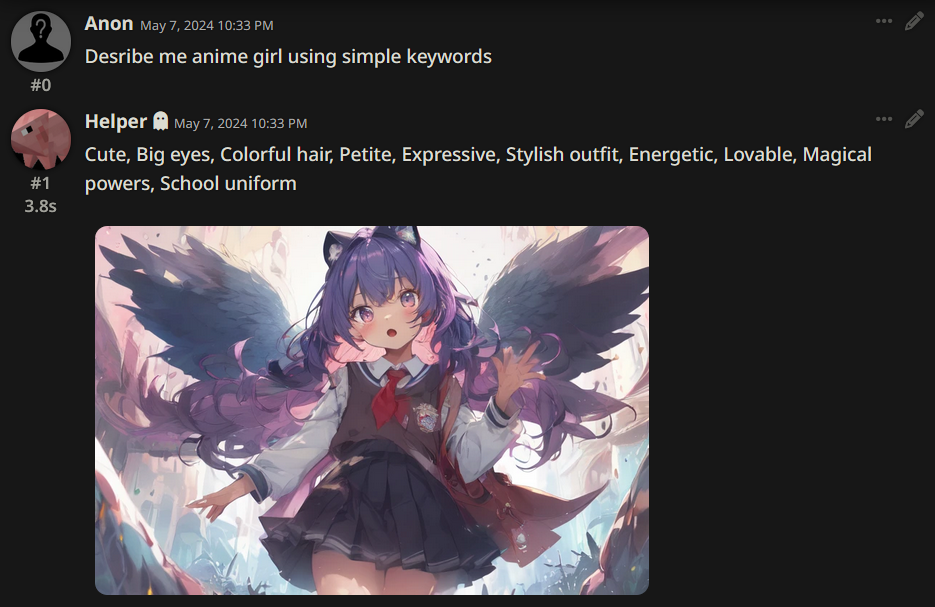 Anon May 7, 2024 10:33 PM
Desribe me anime girl using simple keywords
#0
Helper May 7, 2024 10:33 PM
Cute, Big eyes, Colorful hair, Petite, Expressive, Stylish outfit, Energetic, Lovable, Magical
powers, School uniform
#1
3.8s